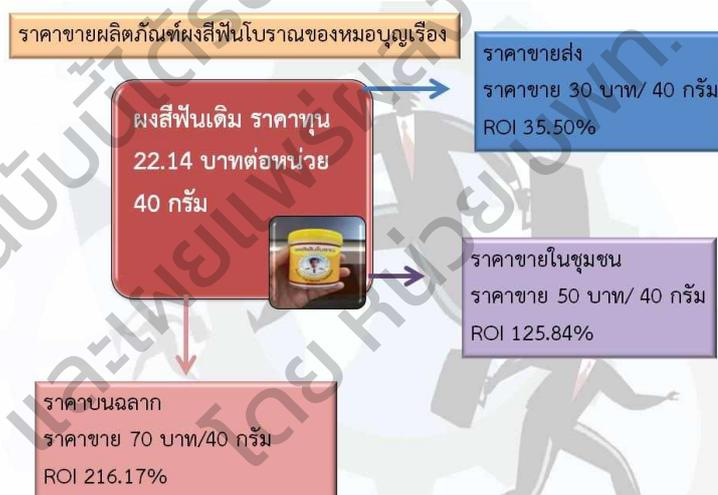 ราคาขายผลิตภัณฑ์ผงสีฟันโบราณของหมอบุญเรือง
ราคาขายส่ง
ราคาขาย 30 บาท/ 40 กรัม
ROI 35.50%
ผงสีฟันเดิม ราคาทุน
22.14 บาทต่อหน่วย
40 กรัม
ราคาขายในชุมชน
ราคาขาย 50 บาท/ 40 กรัม
ROI 125.84%
ราคาบนฉลาก
ราคาขาย 70 บาท/40 กรัม
ROI 216.17%